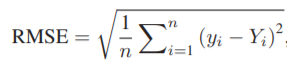 RMSE = \sqrt{\frac{1}{n} \sum_{i=1}^{n} (y_i - Y_i)^2},